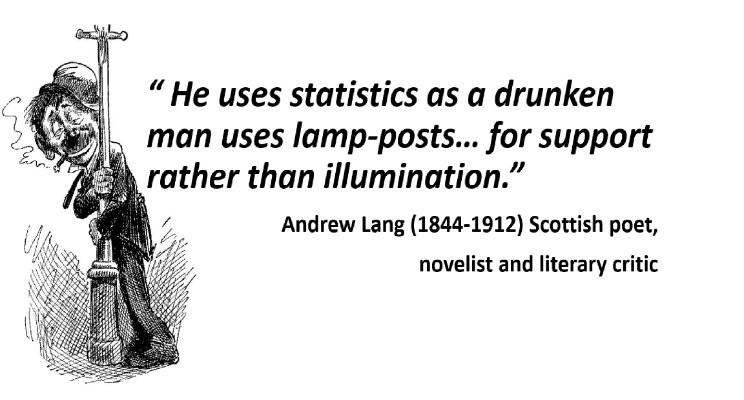 “ He uses statistics as a drunken
man uses lamp-posts... for support
rather than illumination.”
Andrew Lang (1844-1912) Scottish poet,
novelist and literary critic